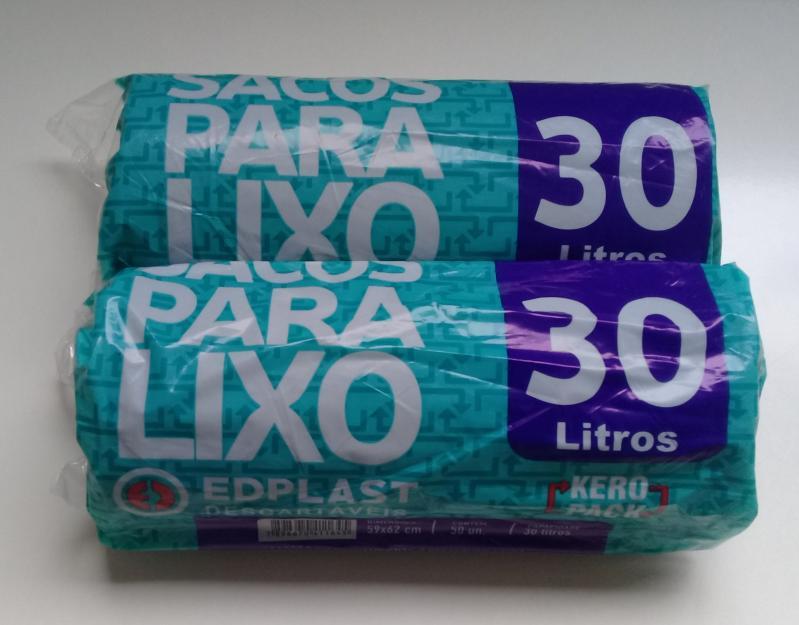 SACOS
PARA
LIXO
30
Litros
SACOS
PARA
LIXO
30
Litros
EDPLAST
DESCARTÁVEIS
KERO
PACK
59x62 cm
50 un.
30 litros